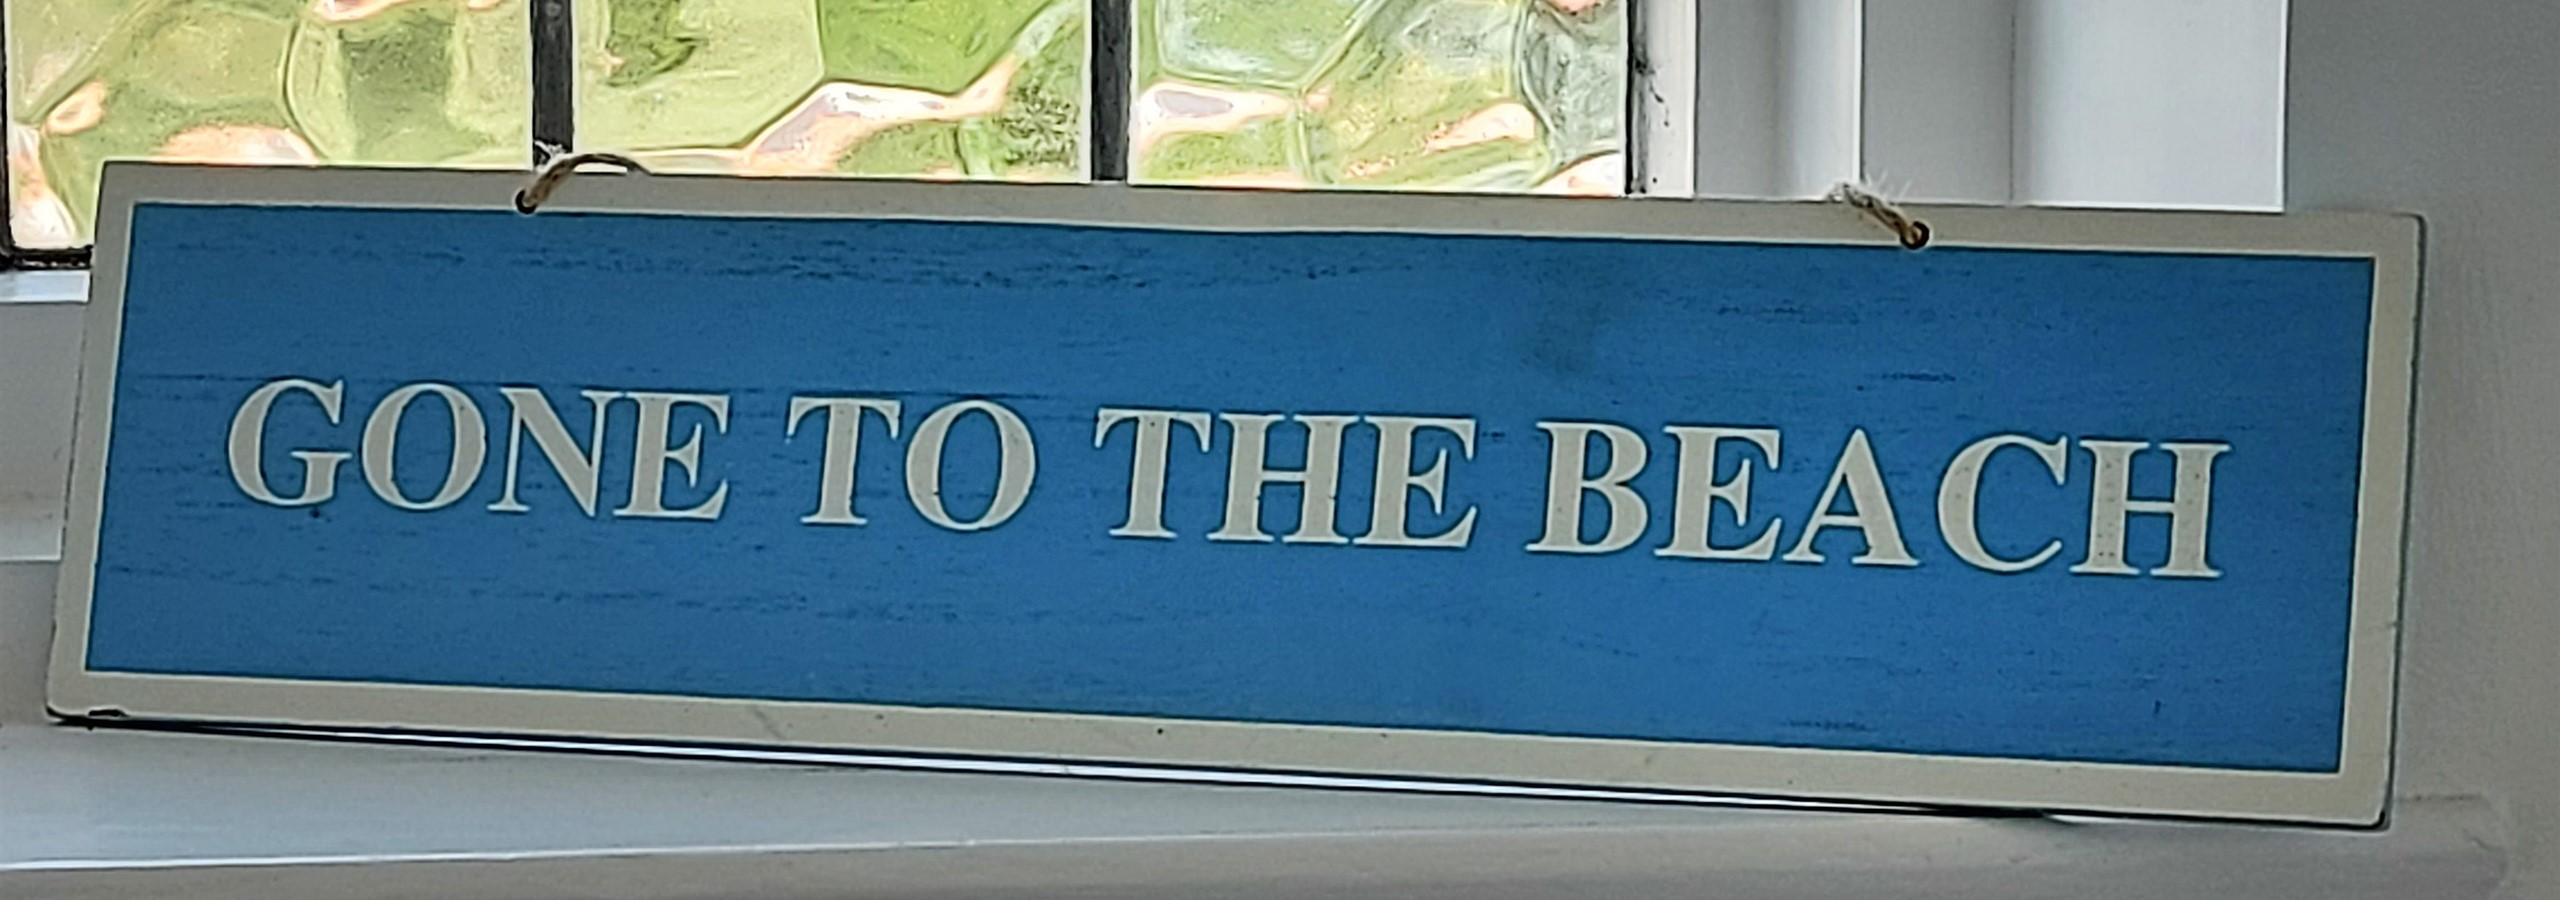 GONE TO THE BEACH